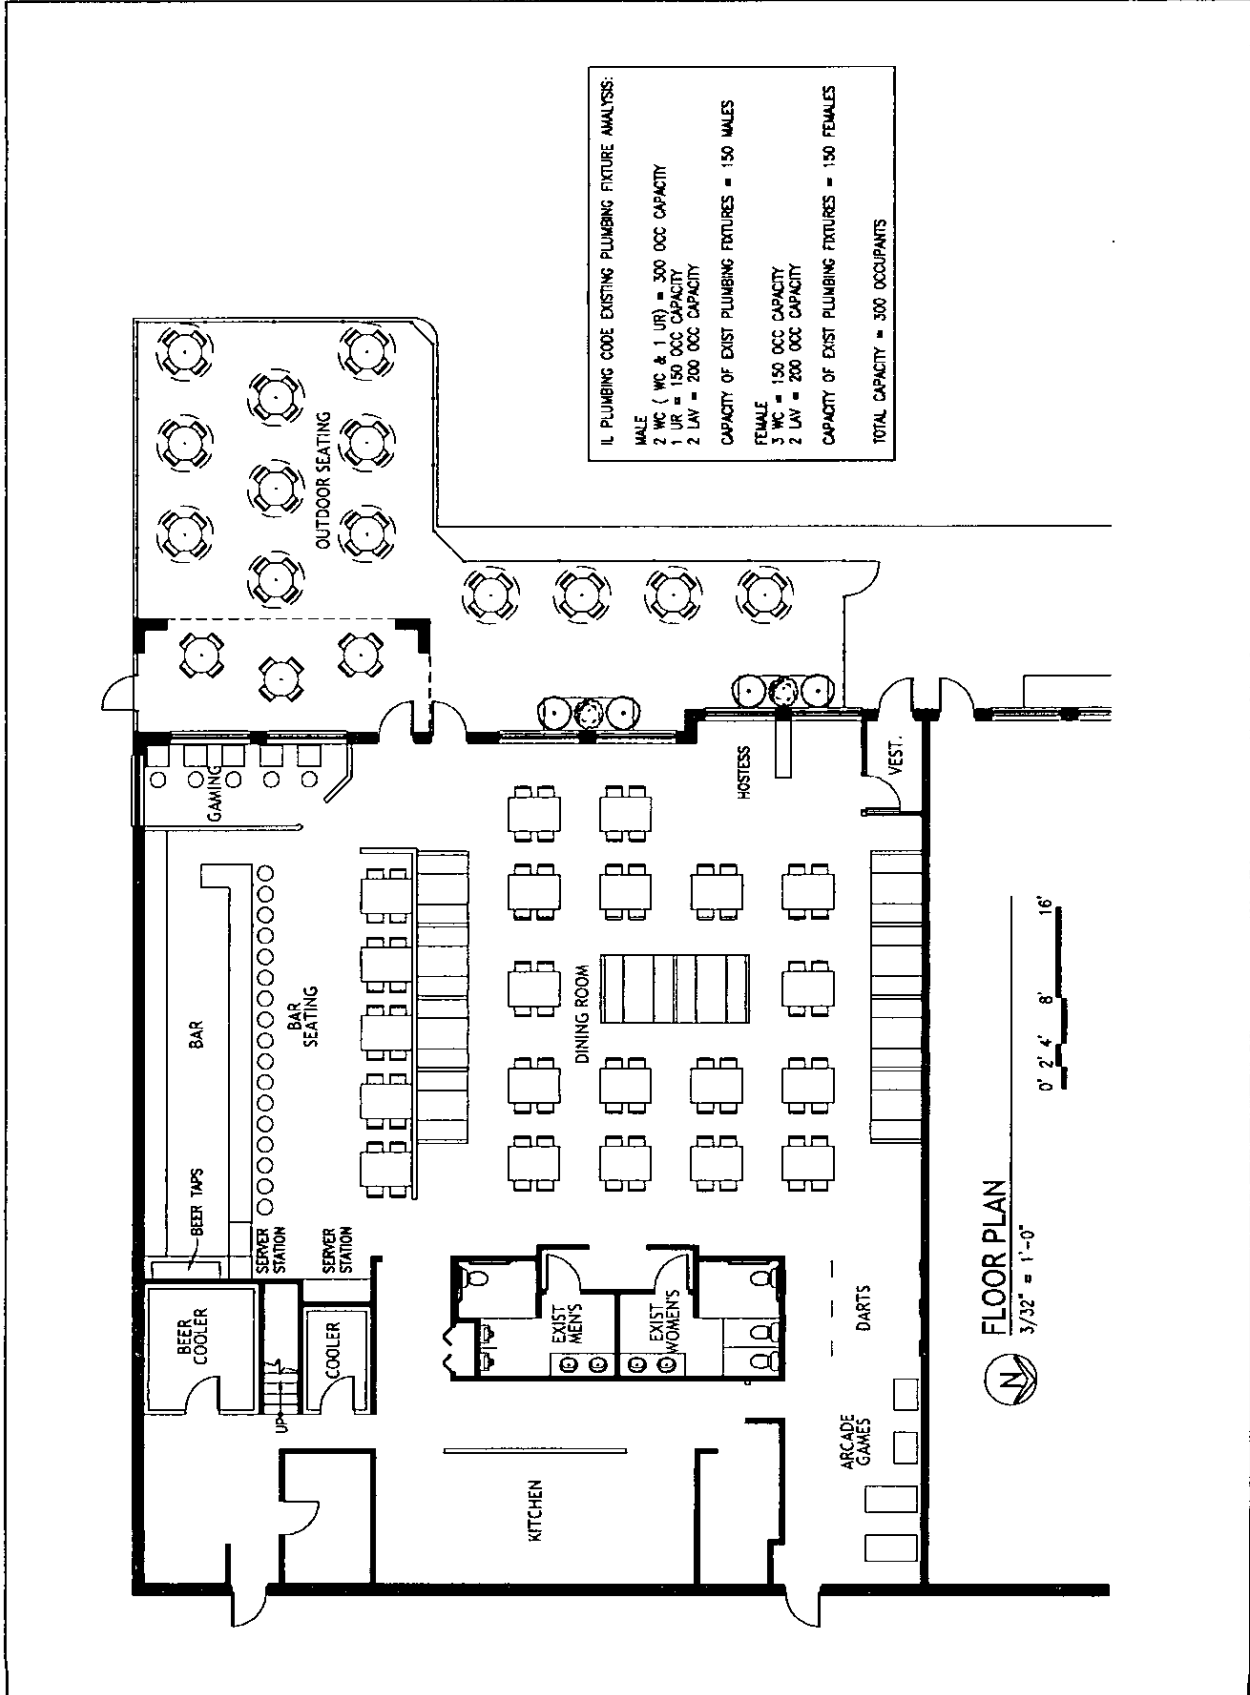 IL PLUMBING CODE EXISTING PLUMBING FIXTURE ANALYSIS:
MALE
2 WC ( WC & 1 UR) = 300 OCC CAPACITY
1 UR = 150 OCC CAPACITY
2 LAV = 200 OCC CAPACITY
CAPACITY OF EXIST PLUMBING FIXTURES = 150 MALES
FEMALE
3 WC = 150 OCC CAPACITY
2 LAV = 200 OCC CAPACITY
CAPACITY OF EXIST PLUMBING FIXTURES = 150 FEMALES
TOTAL CAPACITY = 300 OCCUPANTS
OUTDOOR SEATING
GAMING
HOSTESS
VEST.
BAR
BAR
SEATING
DINING ROOM
BEER TAPS
SERVER
STATION
SERVER
STATION
BEER
COOLER
COOLER
UP
EXIST
MEN'S
EXIST
WOMEN'S
DARTS
ARCADE
GAMES
KITCHEN
FLOOR PLAN
3/32" = 1'-0"
N
0' 2' 4' 8' 16'